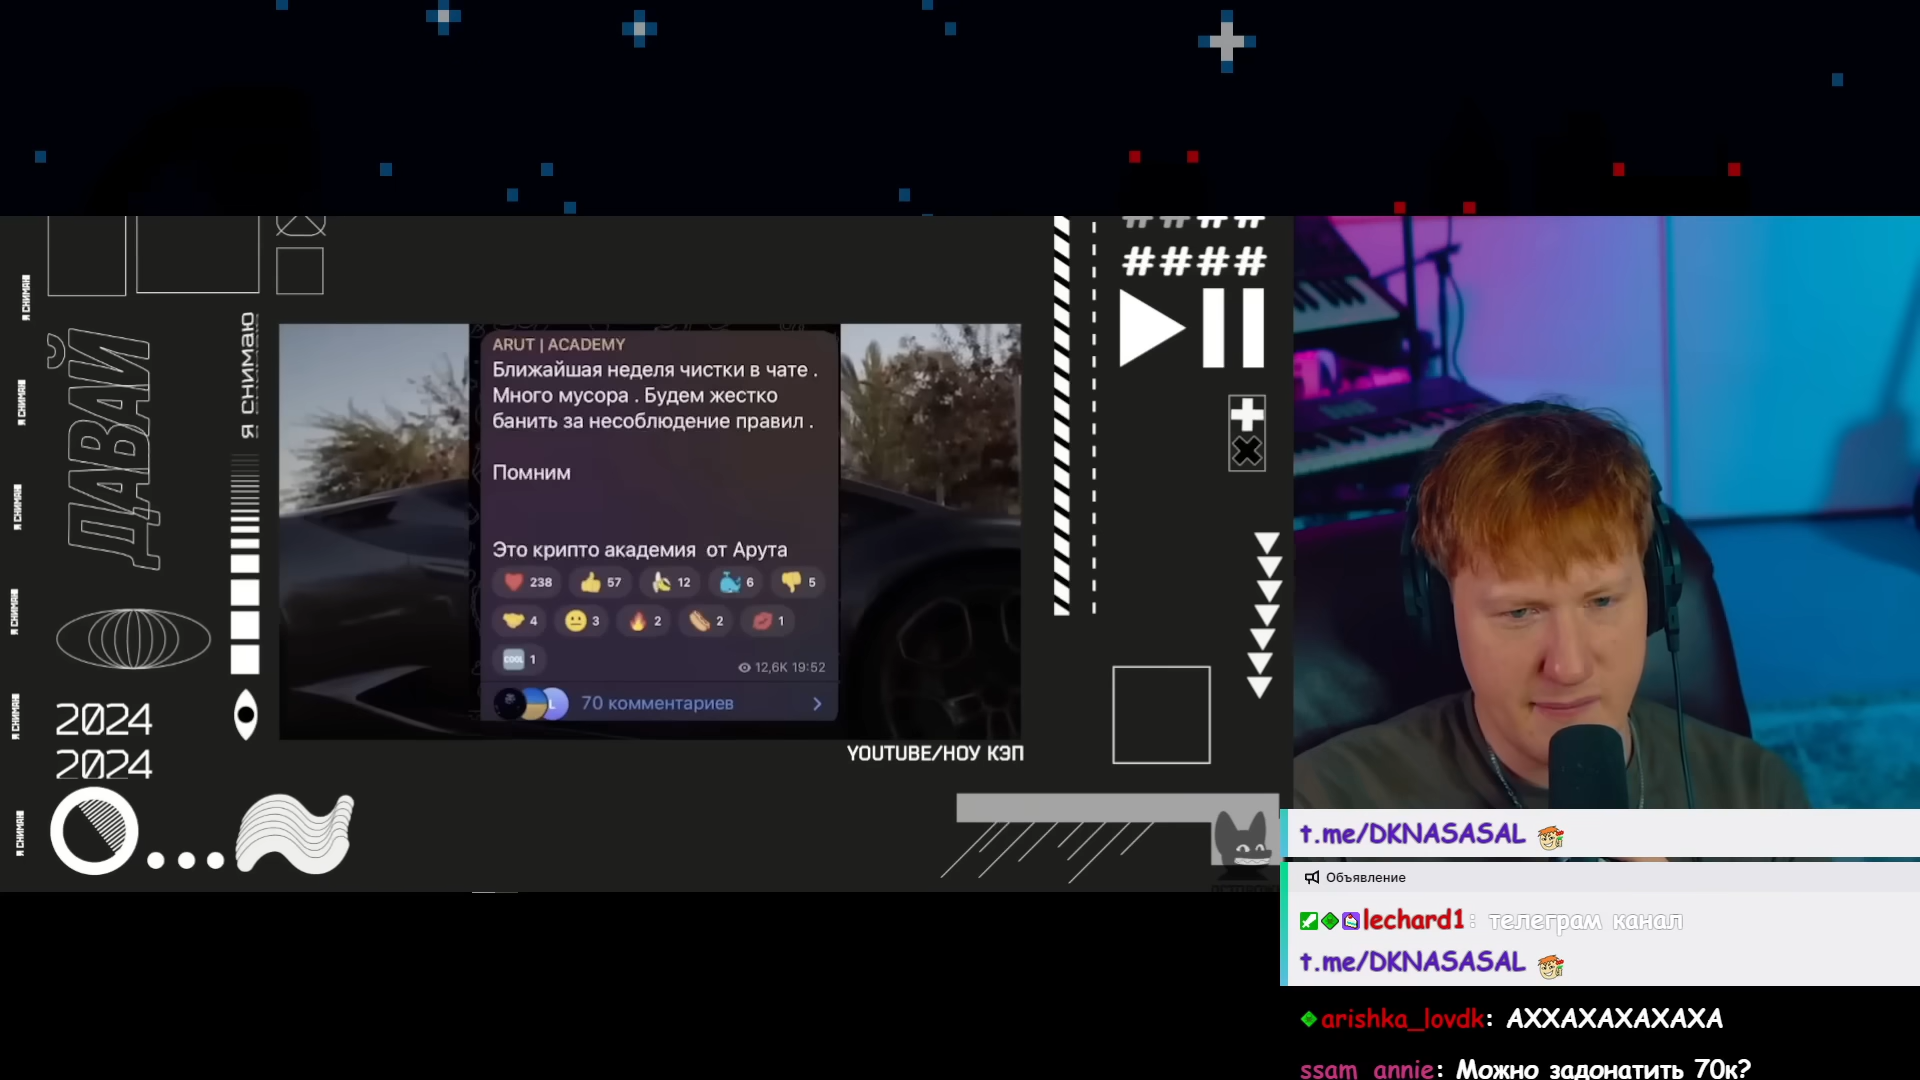 ####
####
Я СНИМАЮ
ДАВАЙ
ARUT | ACADEMY
Ближайшая неделя чистки в чате .
Много мусора . Будем жестко
банить за несоблюдение правил .
Помним
Это крипто академия от Арута
238
57
12
6
5
4
3
2
2
1
COOL 1
12,6K 19:52
L
70 комментариев
2024
2024
YOUTUBE/НОУ КЭП
t.me/DKNASASAL
Объявление
lechard1: телеграм канал
t.me/DKNASASAL
arishka_lovdk: АХХАХАХАХАХА
ssam_annie: Можно задонатить 70к?